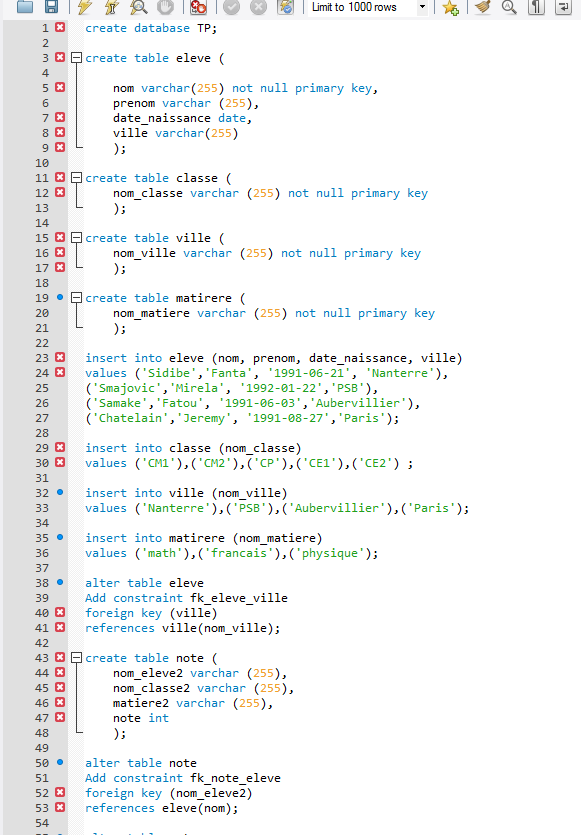 Limit to 1000 rows
1 create database TP;
2
3 create table eleve (
4
5 nom varchar(255) not null primary key,
6 prenom varchar (255),
7 date_naissance date,
8 ville varchar(255)
9 );
10
11 create table classe (
12 nom_classe varchar (255) not null primary key
13 );
14
15 create table ville (
16 nom_ville varchar (255) not null primary key
17 );
18
19 create table matirere (
20 nom_matiere varchar (255) not null primary key
21 );
22
23 insert into eleve (nom, prenom, date_naissance, ville)
24 values ('Sidibe','Fanta', '1991-06-21', 'Nanterre'),
25 ('Smajovic','Mirela', '1992-01-22','PSB'),
26 ('Samake','Fatou', '1991-06-03','Aubervillier'),
27 ('Chatelain','Jeremy', '1991-08-27','Paris');
28
29 insert into classe (nom_classe)
30 values ('CM1'),('CM2'),('CP'),('CE1'),('CE2') ;
31
32 insert into ville (nom_ville)
33 values ('Nanterre'),('PSB'),('Aubervillier'),('Paris');
34
35 insert into matirere (nom_matiere)
36 values ('math'),('francais'),('physique');
37
38 alter table eleve
39 Add constraint fk_eleve_ville
40 foreign key (ville)
41 references ville(nom_ville);
42
43 create table note (
44 nom_eleve2 varchar (255),
45 nom_classe2 varchar (255),
46 matiere2 varchar (255),
47 note int
48 );
49
50 alter table note
51 Add constraint fk_note_eleve
52 foreign key (nom_eleve2)
53 references eleve(nom);
54